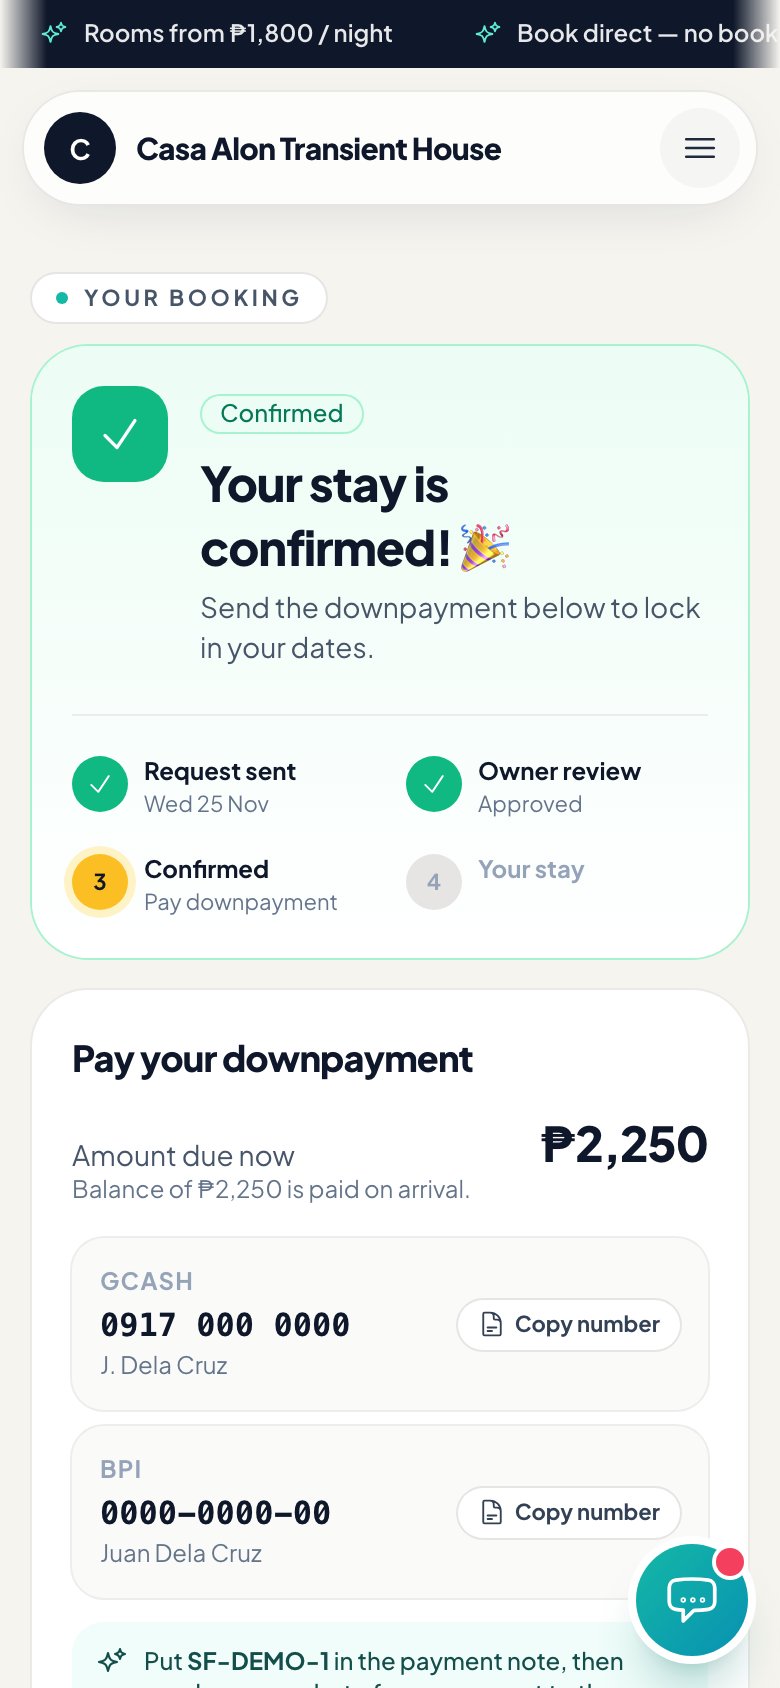 Rooms from ₱1,800 / night
Book direct — no book
C
Casa Alon Transient House
YOUR BOOKING
Confirmed
Your stay is
confirmed! 🎉
Send the downpayment below to lock
in your dates.
Request sent
Wed 25 Nov
Owner review
Approved
3
Confirmed
Pay downpayment
4
Your stay
Pay your downpayment
Amount due now
₱2,250
Balance of ₱2,250 is paid on arrival.
GCASH
0917 000 0000
J. Dela Cruz
Copy number
BPI
0000-0000-00
Juan Dela Cruz
Copy number
Put SF-DEMO-1 in the payment note, then